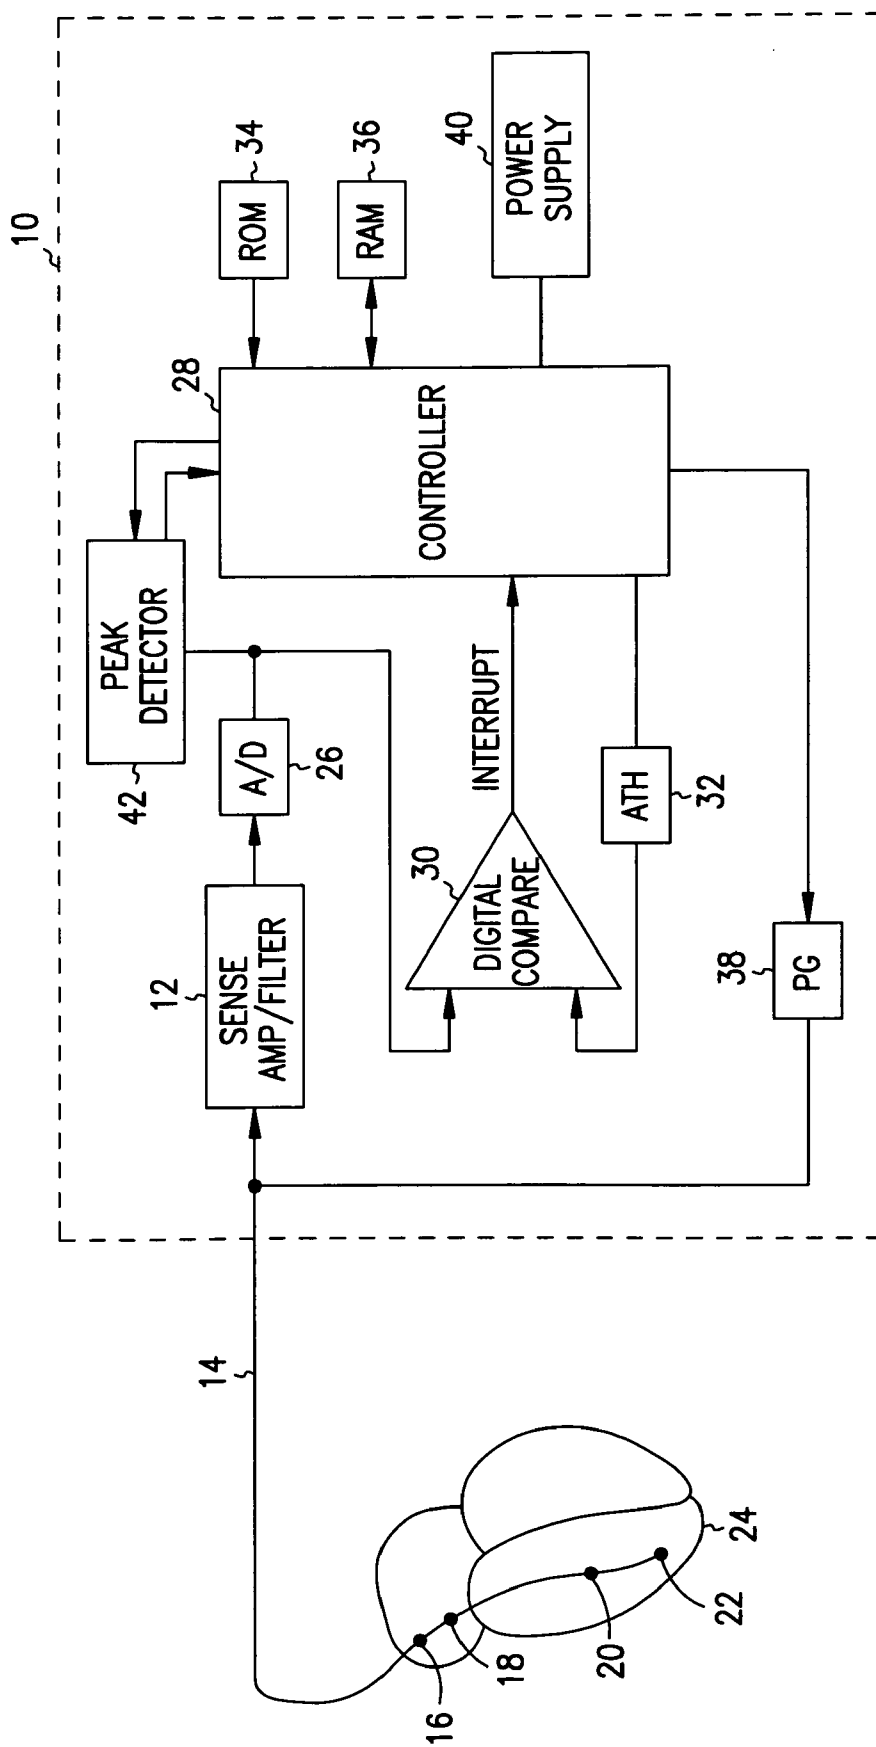 10
42
PEAK
DETECTOR
28
ROM
34
12
SENSE
AMP/FILTER
A/D
26
RAM
36
14
CONTROLLER
30
DIGITAL
COMPARE
INTERRUPT
40
POWER
SUPPLY
ATH
32
16
18
20
22
24
38
PG